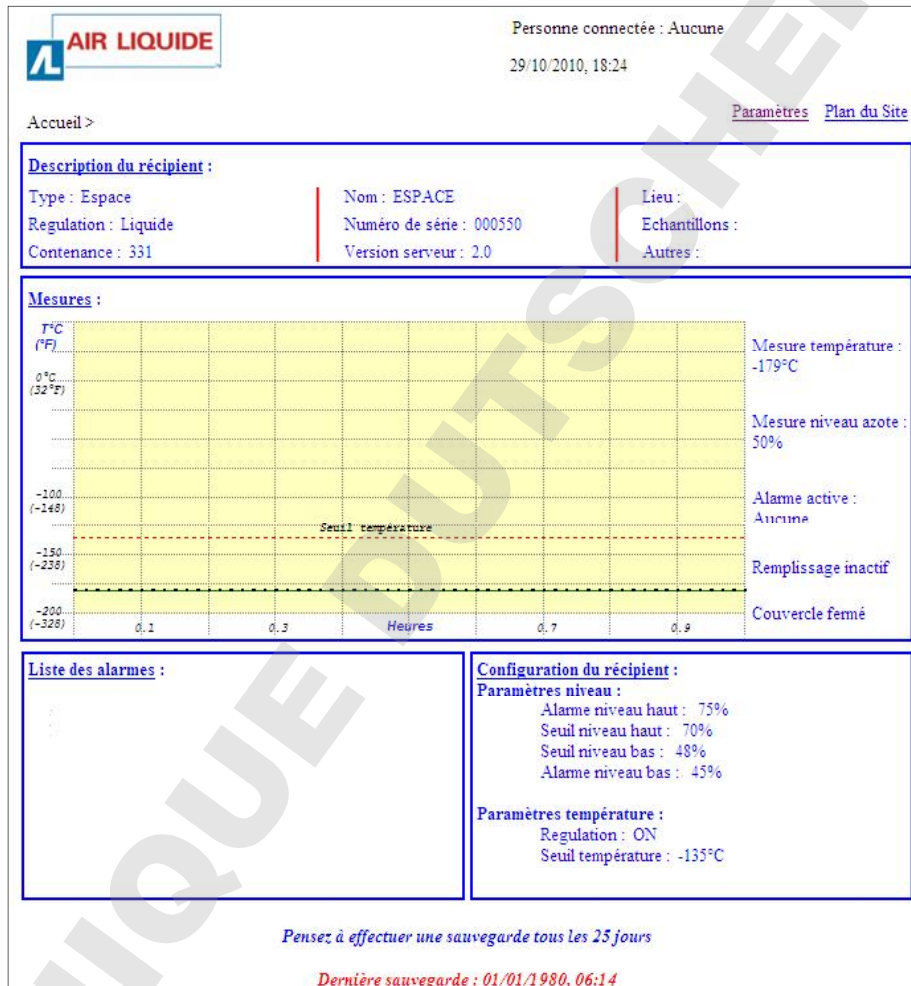 AIR LIQUIDE
Personne connectée : Aucune
29/10/2010, 18:24
Accueil >
Paramètres Plan du Site
Description du récipient :
Type : Espace
Nom : ESPACE
Lieu :
Regulation : Liquide
Numéro de série : 000550
Echantillons :
Contenance : 331
Version serveur : 2.0
Autres :
Mesures :
T°C
(°F)
0°C
(32°F)
-100
(-148)
-150
(-238)
-200
(-328)
Seuil température
0.1 0.3 Heures 0.7 0.9
Mesure température :
-179°C
Mesure niveau azote :
50%
Alarme active :
Aucune
Remplissage inactif
Couvercle fermé
Liste des alarmes :
Configuration du récipient :
Paramètres niveau :
Alarme niveau haut : 75%
Seuil niveau haut : 70%
Seuil niveau bas : 48%
Alarme niveau bas : 45%
Paramètres température :
Regulation : ON
Seuil température : -135°C
Pensez à effectuer une sauvegarde tous les 25 jours
Dernière sauvegarde : 01/01/1980, 06:14
IQUE DUTSCHE